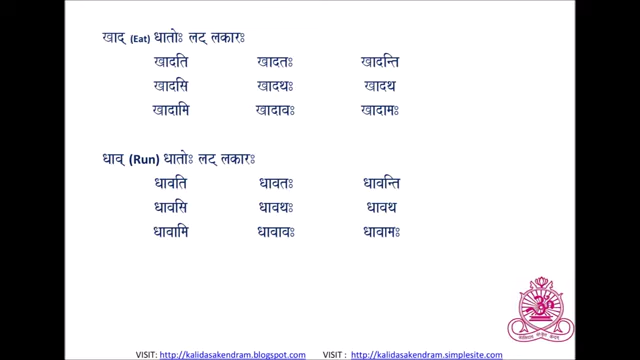 खाद् (Eat) धातोः लट् लकारः
खादति खादतः खादन्ति
खादसि खादथः खादथ
खादामि खादावः खादामः
धाव् (Run) धातोः लट् लकारः
धावति धावतः धावन्ति
धावसि धावथः धावथ
धावामि धावावः धावामः
VISIT: http://kalidasakendram.blogspot.com VISIT : http://kalidasakendram.simplesite.com